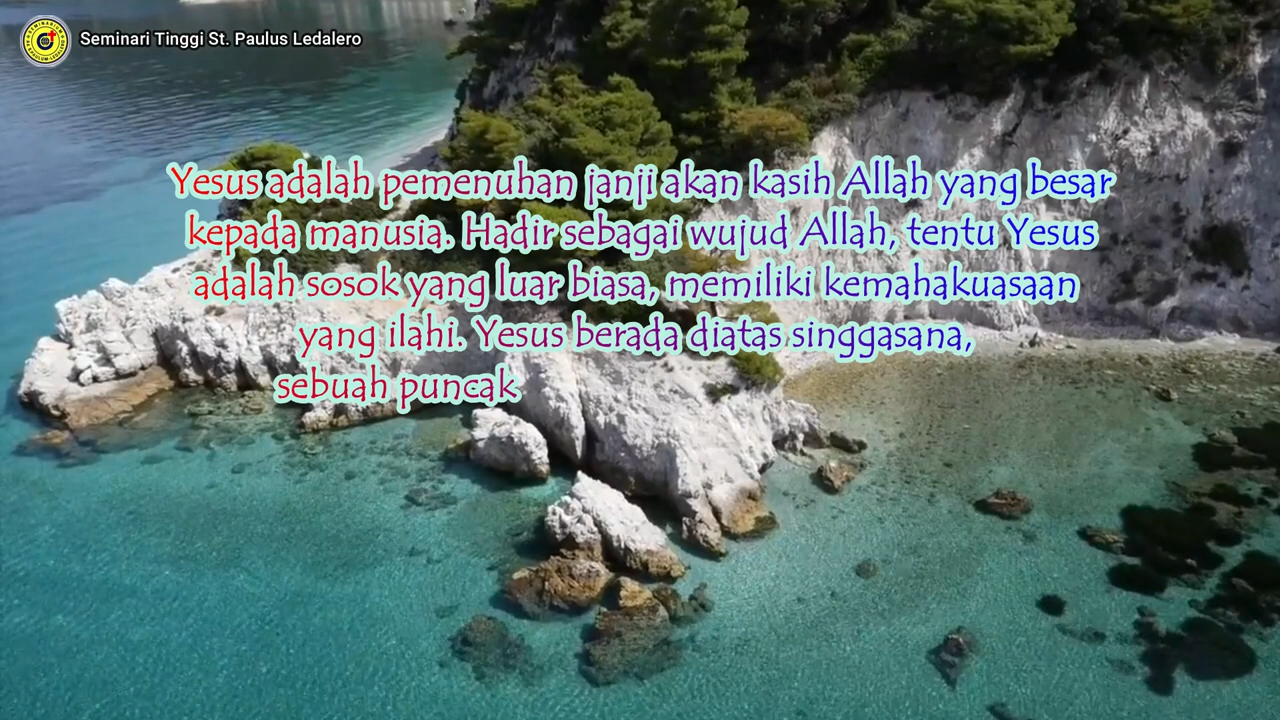 Seminari Tinggi St. Paulus Ledalero
Yesus adalah pemenuhan janji akan kasih Allah yang besar
kepada manusia. Hadir sebagai wujud Allah, tentu Yesus
adalah sosok yang luar biasa, memiliki kemahakuasaan
yang ilahi. Yesus berada diatas singgasana,
sebuah puncak